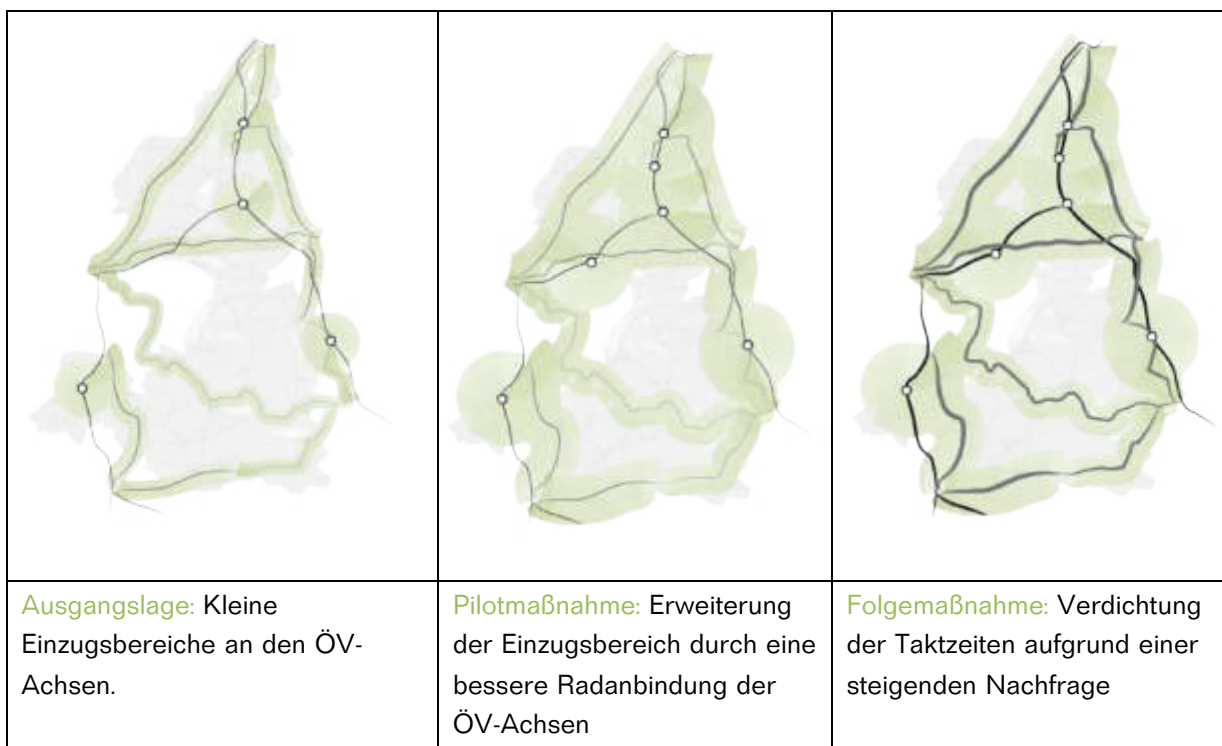 Ausgangslage: Kleine
Einzugsbereiche an den ÖV-
Achsen.
Pilotmaßnahme: Erweiterung
der Einzugsbereich durch eine
bessere Radanbindung der
ÖV-Achsen
Folgemaßnahme: Verdichtung
der Taktzeiten aufgrund einer
steigenden Nachfrage